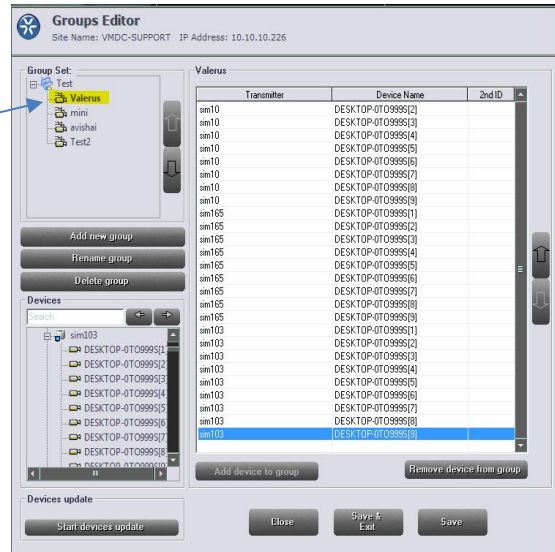 Groups Editor
Site Name: VMDC-SUPPORT IP Address: 10.10.10.226
Group Set:
Test
Valerus
mini
avishai
Test2
Add new group
Rename group
Delete group
Devices
Search
sim103
DESKTOP-0TO999S[1
DESKTOP-0TO999S[2
DESKTOP-0TO999S[3
DESKTOP-0TO999S[4
DESKTOP-0TO999S[5
DESKTOP-0TO999S[6
DESKTOP-0TO999S[7
DESKTOP-0TO999S[8
Devices update
Start devices update
Valerus
Transmitter Device Name 2nd ID
sim10 DESKTOP-0TO999S[2]
sim10 DESKTOP-0TO999S[3]
sim10 DESKTOP-0TO999S[4]
sim10 DESKTOP-0TO999S[5]
sim10 DESKTOP-0TO999S[6]
sim10 DESKTOP-0TO999S[7]
sim10 DESKTOP-0TO999S[8]
sim10 DESKTOP-0TO999S[9]
sim165 DESKTOP-0TO999S[1]
sim165 DESKTOP-0TO999S[2]
sim165 DESKTOP-0TO999S[3]
sim165 DESKTOP-0TO999S[4]
sim165 DESKTOP-0TO999S[5]
sim165 DESKTOP-0TO999S[6]
sim165 DESKTOP-0TO999S[7]
sim165 DESKTOP-0TO999S[8]
sim165 DESKTOP-0TO999S[9]
sim103 DESKTOP-0TO999S[1]
sim103 DESKTOP-0TO999S[2]
sim103 DESKTOP-0TO999S[3]
sim103 DESKTOP-0TO999S[4]
sim103 DESKTOP-0TO999S[5]
sim103 DESKTOP-0TO999S[6]
sim103 DESKTOP-0TO999S[7]
sim103 DESKTOP-0TO999S[8]
sim103 DESKTOP-0TO999S[9]
Add device to group
Remove device from group
Close
Save &
Exit
Save